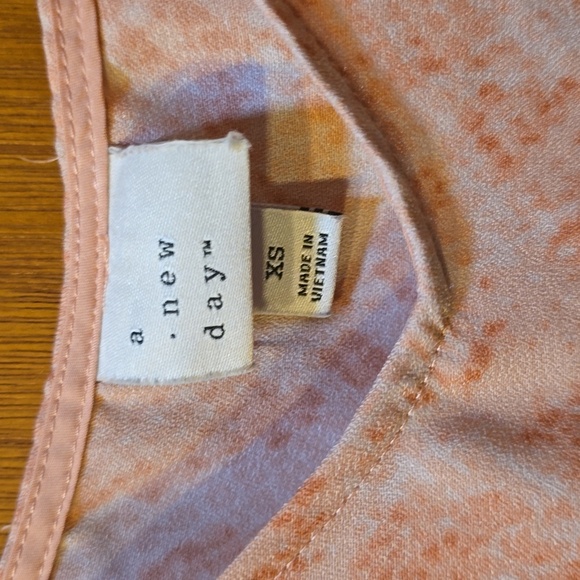 a
. new
day™
XS
MADE IN
VIETNAM